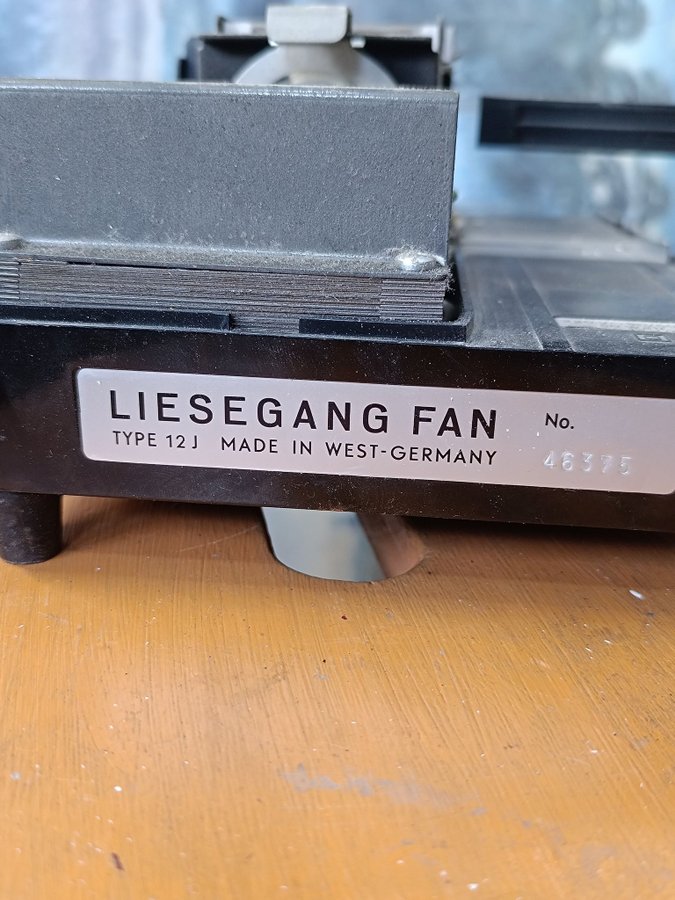 LIESEGANG FAN No.
TYPE 12 J MADE IN WEST-GERMANY 46375